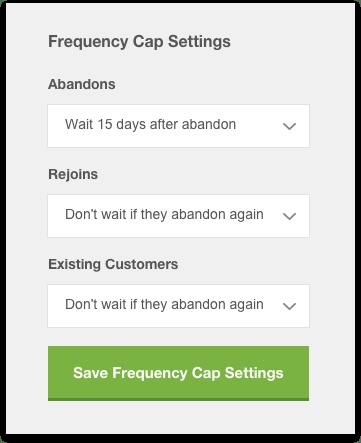 Frequency Cap Settings
Abandons
Wait 15 days after abandon
Rejoins
Don't wait if they abandon again
Existing Customers
Don't wait if they abandon again
Save Frequency Cap Settings